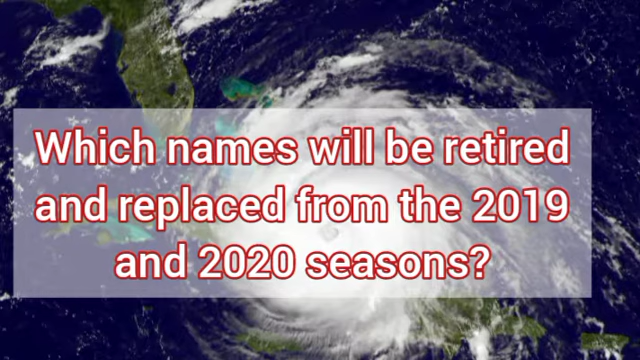 Which names will be retired
and replaced from the 2019
and 2020 seasons?